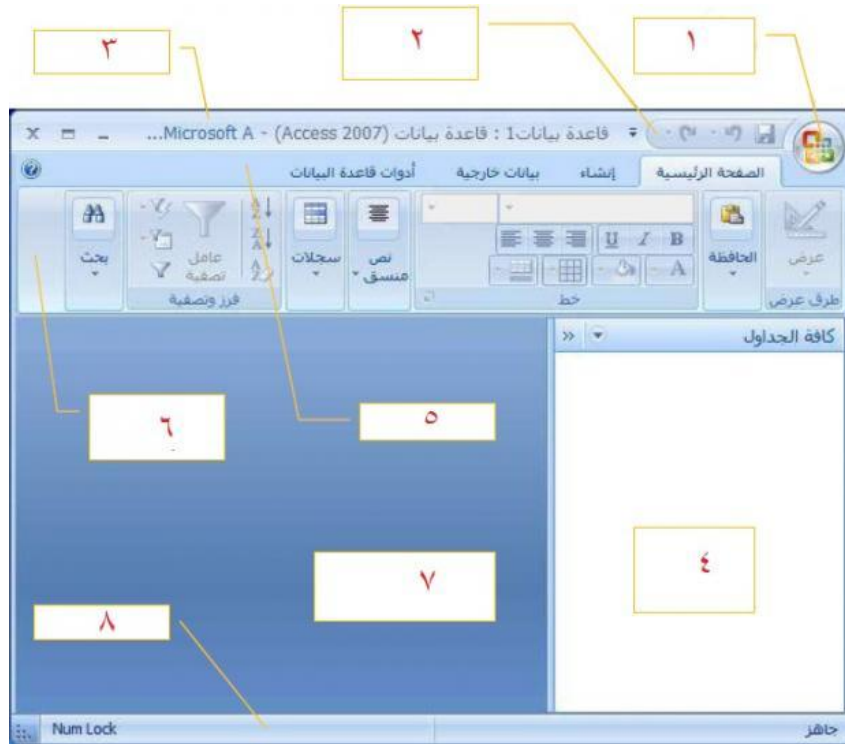 ١
٢
٣
قاعدة بيانات1 : قاعدة بيانات (Access 2007) - Microsoft A...
الصفحة الرئيسية إنشاء بيانات خارجية أدوات قاعدة البيانات
عرض
الحافظة
B I U
A
نص منسق
سجلات
عامل تصفية
بحث
طرق عرض
خط
فرز وتصفية
كافة الجداول
٤
٥
٦
٧
٨
جاهز
Num Lock